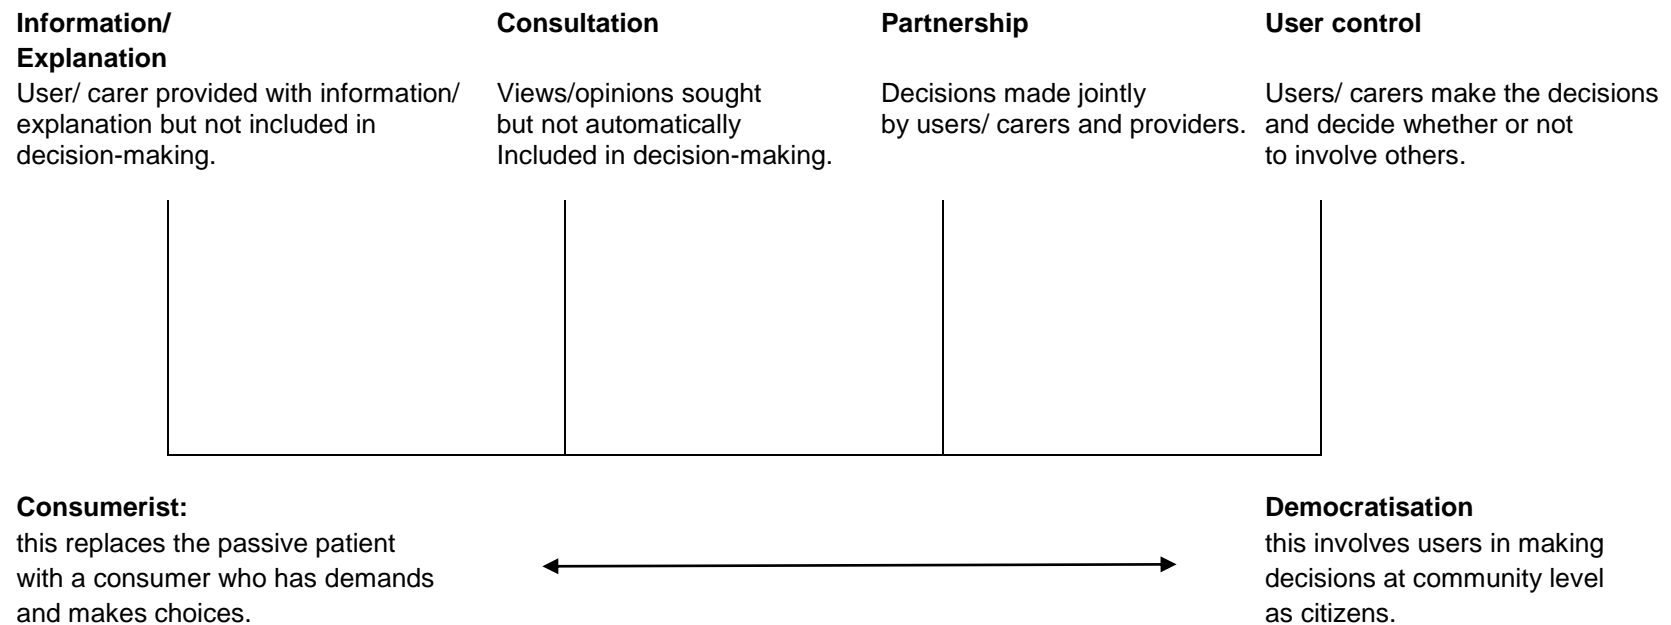 Information/
Explanation
User/ carer provided with information/
explanation but not included in
decision-making.
Consultation
Views/opinions sought
but not automatically
Included in decision-making.
Partnership
Decisions made jointly
by users/ carers and providers.
User control
Users/ carers make the decisions
and decide whether or not
to involve others.
Consumerist:
this replaces the passive patient
with a consumer who has demands
and makes choices.
Democratisation
this involves users in making
decisions at community level
as citizens.